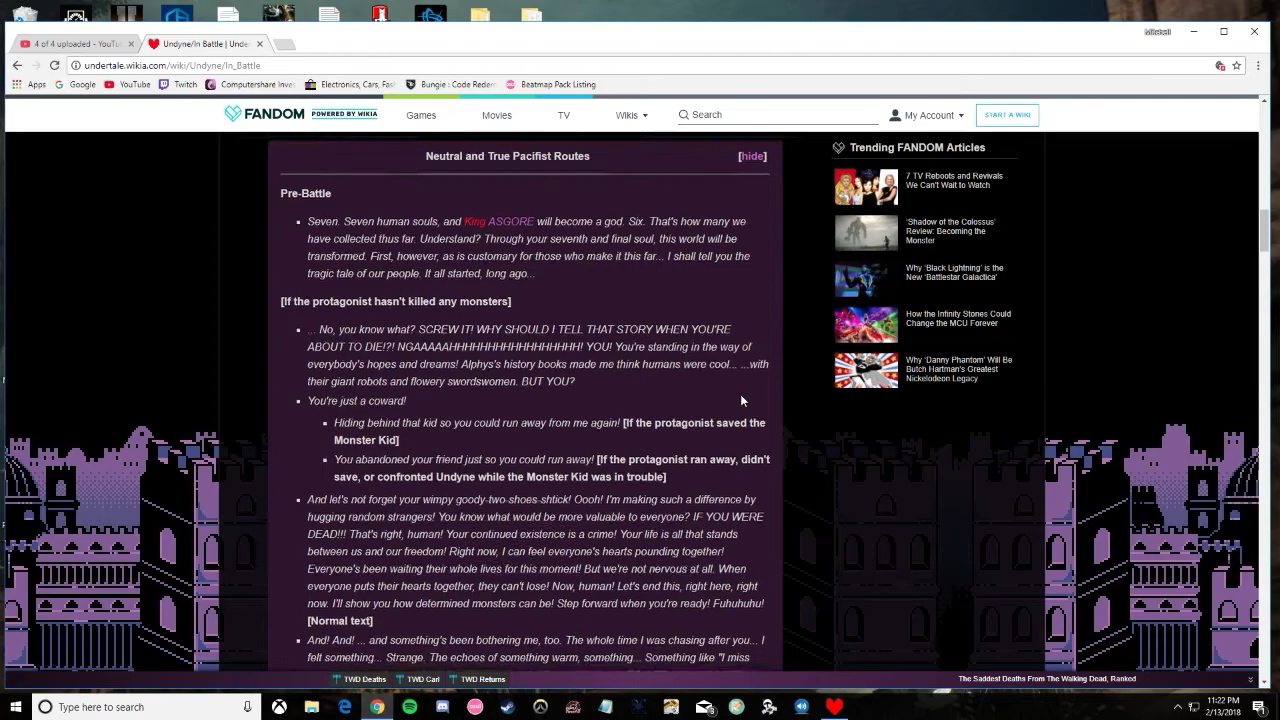 Mitchell
4 of 4 uploaded - YouTu
Undyne/In Battle | Unde
undertale.wikia.com/wiki/Undyne/In_Battle
Apps Google YouTube Twitch Computershare Inves Electronics, Cars, Fas Bungie : Code Redem Beatmap Pack Listing
FANDOM POWERED BY WIKIA Games Movies TV Wikis Search My Account START A WIKI
Neutral and True Pacifist Routes [hide]
Pre-Battle
Seven. Seven human souls, and King ASGORE will become a god. Six. That's how many we
have collected thus far. Understand? Through your seventh and final soul, this world will be
transformed. First, however, as is customary for those who make it this far... I shall tell you the
tragic tale of our people. It all started, long ago...
[If the protagonist hasn't killed any monsters]
... No, you know what? SCREW IT! WHY SHOULD I TELL THAT STORY WHEN YOU'RE
ABOUT TO DIE!?! NGAAAAHHHHHHHHHHHHHHHHH! YOU! You're standing in the way of
everybody's hopes and dreams! Alphys's history books made me think humans were cool... ...with
their giant robots and flowery swordswomen. BUT YOU?
You're just a coward!
Hiding behind that kid so you could run away from me again! [If the protagonist saved the
Monster Kid]
You abandoned your friend just so you could run away! [If the protagonist ran away, didn't
save, or confronted Undyne while the Monster Kid was in trouble]
And let's not forget your wimpy goody-two-shoes-shtick! Oooh! I'm making such a difference by
hugging random strangers! You know what would be more valuable to everyone? IF YOU WERE
DEAD!!! That's right, human! Your continued existence is a crime! Your life is all that stands
between us and our freedom! Right now, I can feel everyone's hearts pounding together!
Everyone's been waiting their whole lives for this moment! But we're not nervous at all. When
everyone puts their hearts together, they can't lose! Now, human! Let's end this, right here, right
now. I'll show you how determined monsters can be! Step forward when you're ready! Fuhuhuhu!
[Normal text]
And! And! ... and something's been bothering me, too. The whole time I was chasing after you... I
felt something... Strange. The echoes of something warm, something... Something like "I miss
Trending FANDOM Articles
7 TV Reboots and Revivals
We Can't Wait to Watch
'Shadow of the Colossus'
Review: Becoming the
Monster
Why 'Black Lightning' is the
New 'Battlestar Galactica'
How the Infinity Stones Could
Change the MCU Forever
Why 'Danny Phantom' Will Be
Butch Hartman's Greatest
Nickelodeon Legacy
TWD Deaths TWD Carl TWD Returns The Saddest Deaths From The Walking Dead, Ranked
Type here to search
11:22 PM
2/13/2018